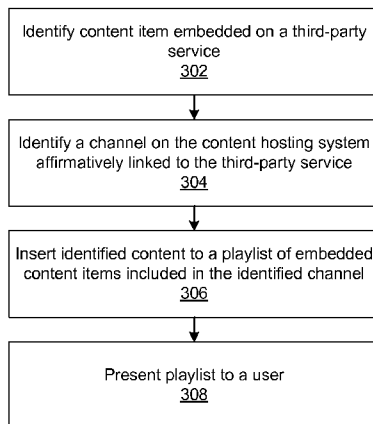 Identify content item embedded on a third-party
service
302
Identify a channel on the content hosting system
affirmatively linked to the third-party service
304
Insert identified content to a playlist of embedded
content items included in the identified channel
306
Present playlist to a user
308